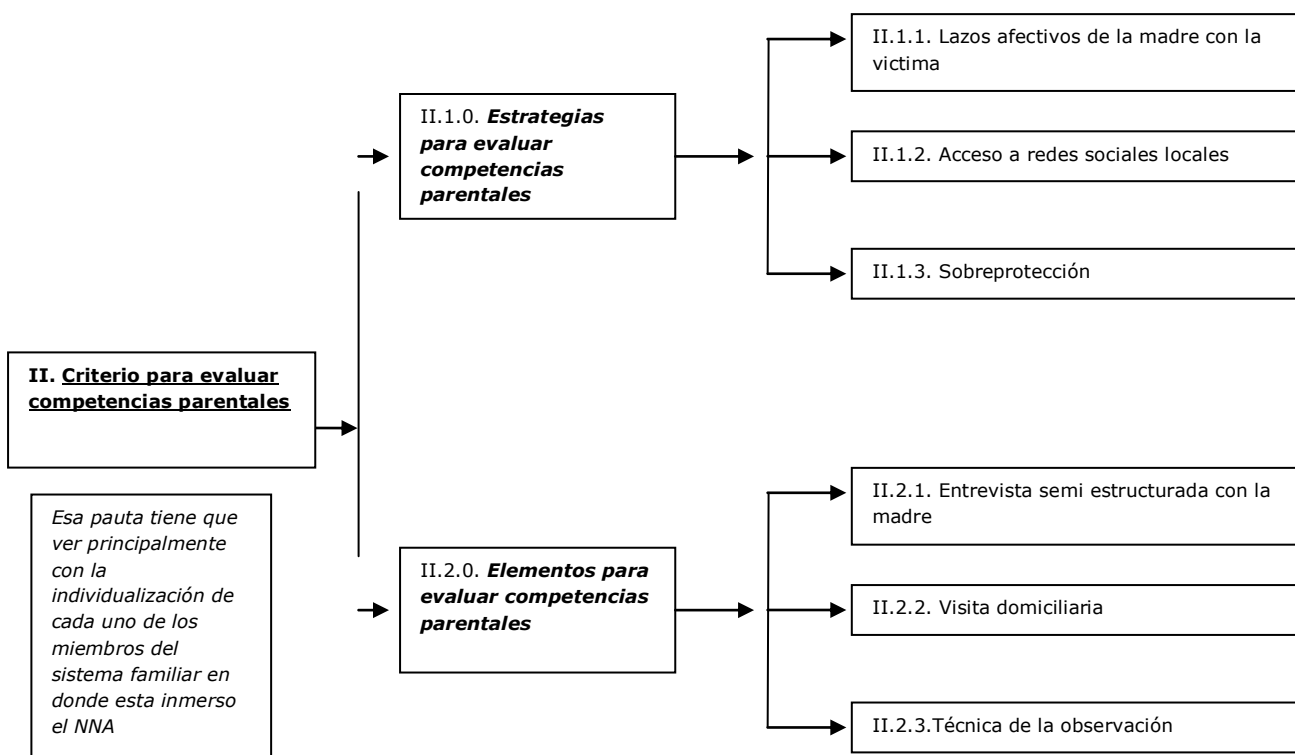 II.1.1. Lazos afectivos de la madre con la
victima
II.1.0. Estrategias
para evaluar
competencias
parentales
II.1.2. Acceso a redes sociales locales
II.1.3. Sobreprotección
II. Criterio para evaluar
competencias parentales
Esa pauta tiene que
ver principalmente
con la
individualización de
cada uno de los
miembros del
sistema familiar en
donde esta inmerso
el NNA
II.2.0. Elementos para
evaluar competencias
parentales
II.2.1. Entrevista semi estructurada con la
madre
II.2.2. Visita domiciliaria
II.2.3.Técnica de la observación